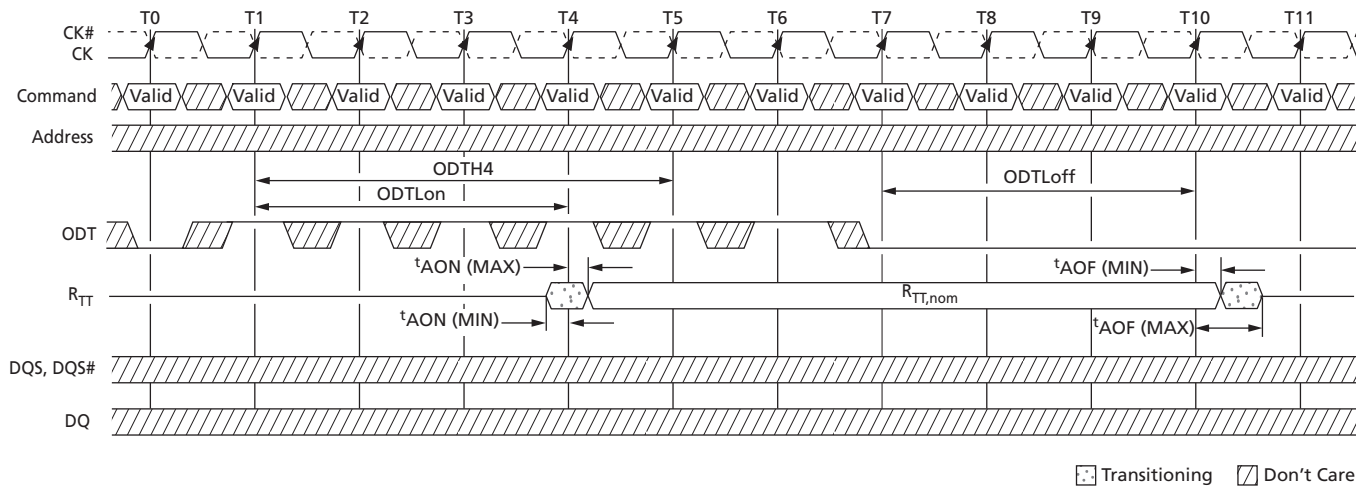 T0 T1 T2 T3 T4 T5 T6 T7 T8 T9 T10 T11
CK#
CK
Command Valid Valid Valid Valid Valid Valid Valid Valid Valid Valid Valid Valid
Address
ODTH4
ODTLon
ODTLoff
ODT
tAON (MAX)
tAOF (MIN)
RTT
RTT,nom
tAON (MIN)
tAOF (MAX)
DQS, DQS#
DQ
Transitioning Don't Care